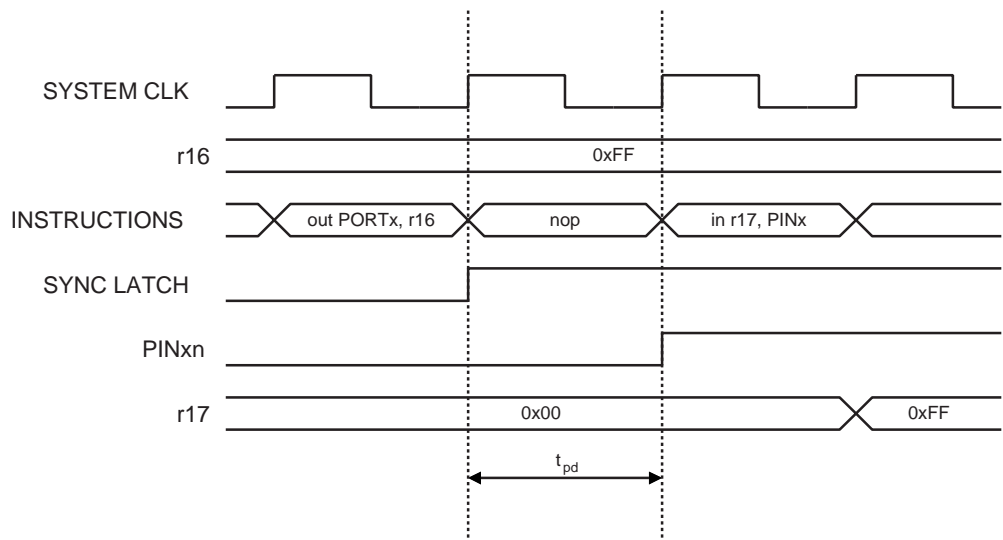 SYSTEM CLK
r16
0xFF
INSTRUCTIONS
out PORTx, r16
nop
in r17, PINx
SYNC LATCH
PINxn
r17
0x00
0xFF
tpd